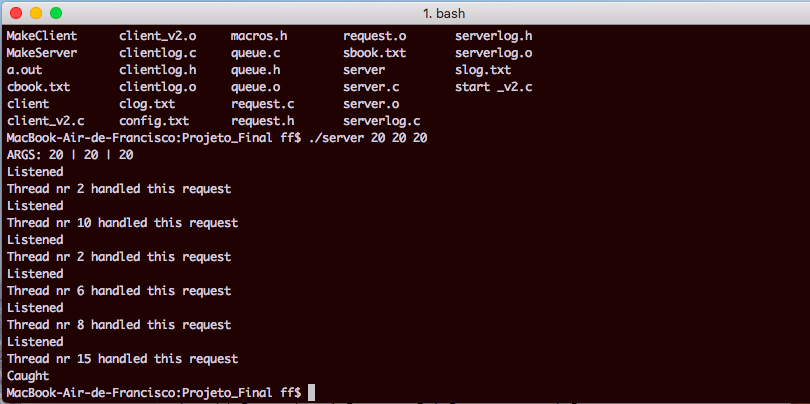 1. bash
MakeClient client_v2.o macros.h request.o serverlog.h
MakeServer clientlog.c queue.c sbook.txt serverlog.o
a.out clientlog.h queue.h server slog.txt
cbook.txt clientlog.o queue.o server.c start _v2.c
client clog.txt request.c server.o
client_v2.c config.txt request.h serverlog.c
MacBook-Air-de-Francisco:Projeto_Final ff$ ./server 20 20 20
ARGS: 20 | 20 | 20
Listened
Thread nr 2 handled this request
Listened
Thread nr 10 handled this request
Listened
Thread nr 2 handled this request
Listened
Thread nr 6 handled this request
Listened
Thread nr 8 handled this request
Listened
Thread nr 15 handled this request
Caught
MacBook-Air-de-Francisco:Projeto_Final ff$